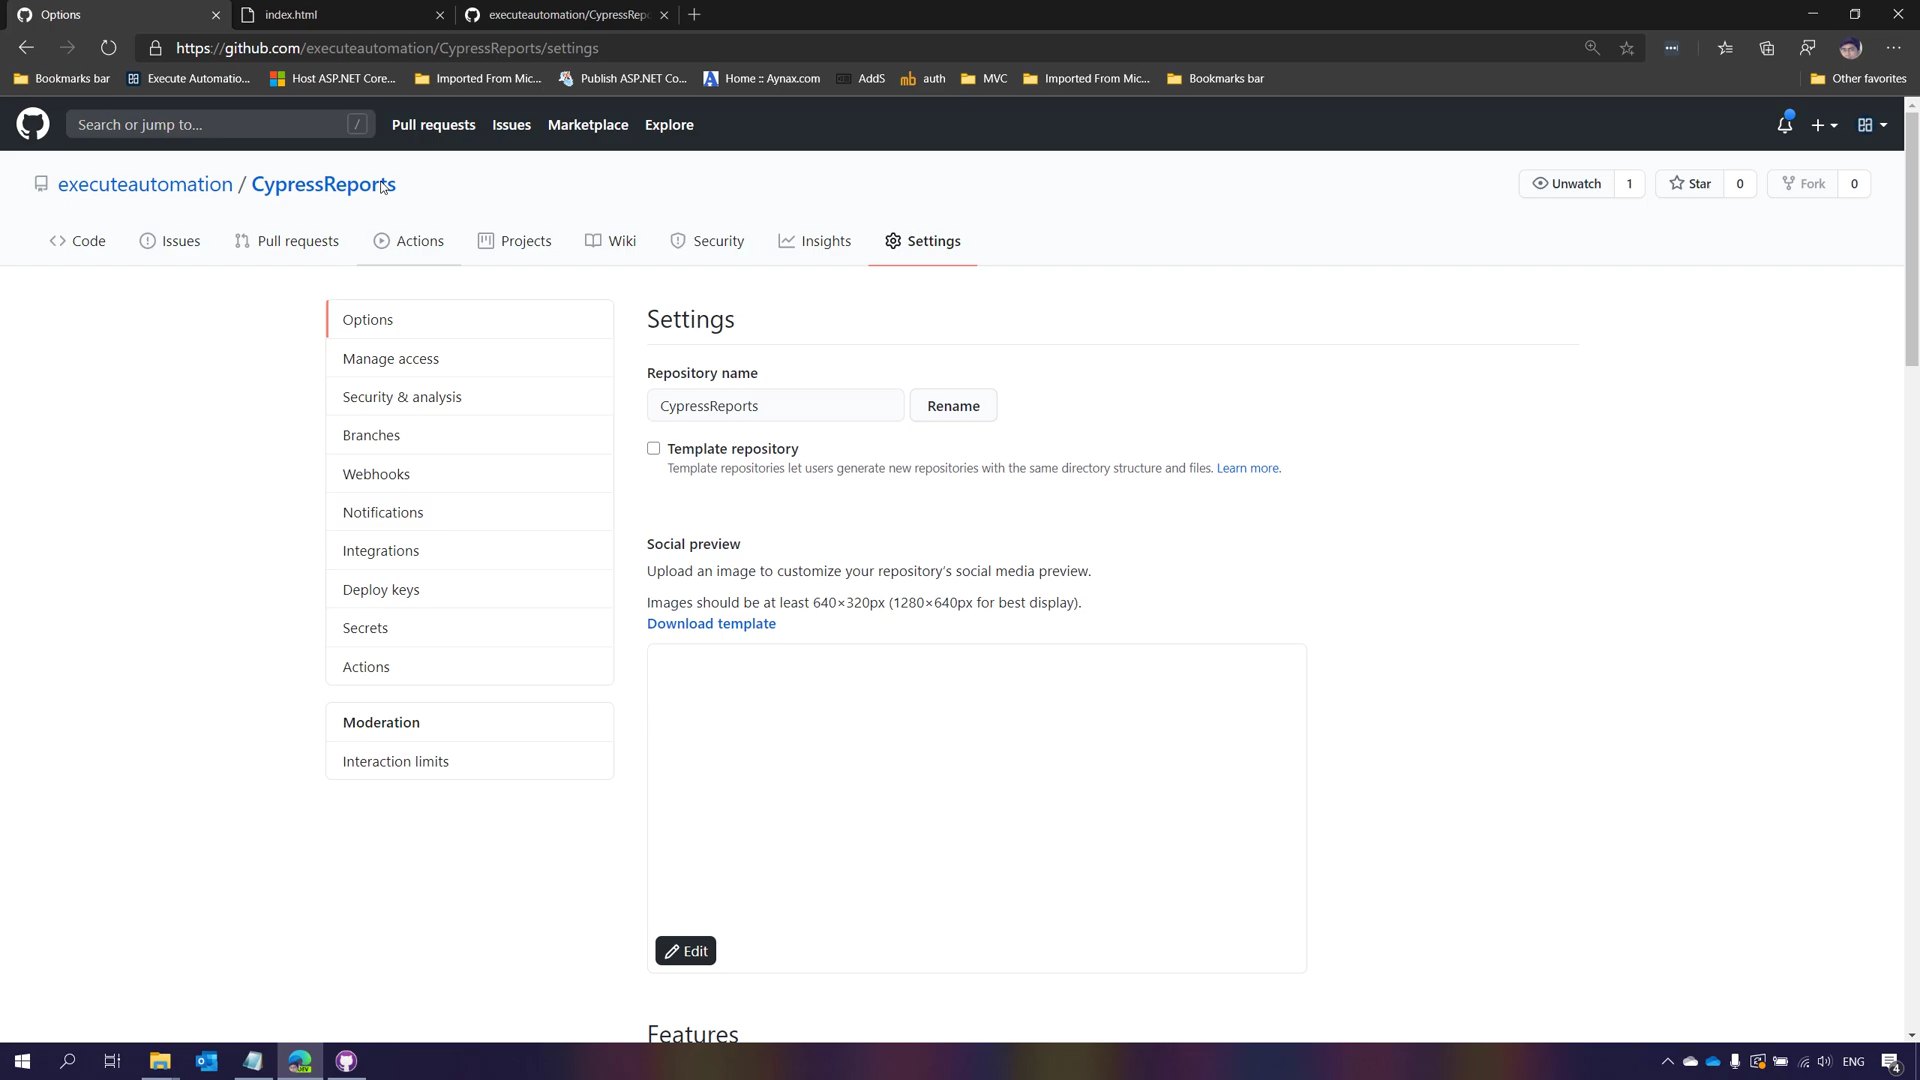 Options
index.html
executeautomation/CypressRep
https://github.com/executeautomation/CypressReports/settings
Bookmarks bar
Execute Automatio...
Host ASP.NET Core...
Imported From Mic...
Publish ASP.NET Co...
Home :: Aynax.com
AddS
auth
MVC
Imported From Mic...
Bookmarks bar
Other favorites
Search or jump to... /
Pull requests
Issues
Marketplace
Explore
executeautomation / CypressReports
Unwatch 1
Star 0
Fork 0
Code
Issues
Pull requests
Actions
Projects
Wiki
Security
Insights
Settings
Options
Manage access
Security & analysis
Branches
Webhooks
Notifications
Integrations
Deploy keys
Secrets
Actions
Moderation
Interaction limits
Settings
Repository name
CypressReports
Rename
Template repository
Template repositories let users generate new repositories with the same directory structure and files. Learn more.
Social preview
Upload an image to customize your repository's social media preview.
Images should be at least 640×320px (1280×640px for best display).
Download template
Edit
Features
ENG
4